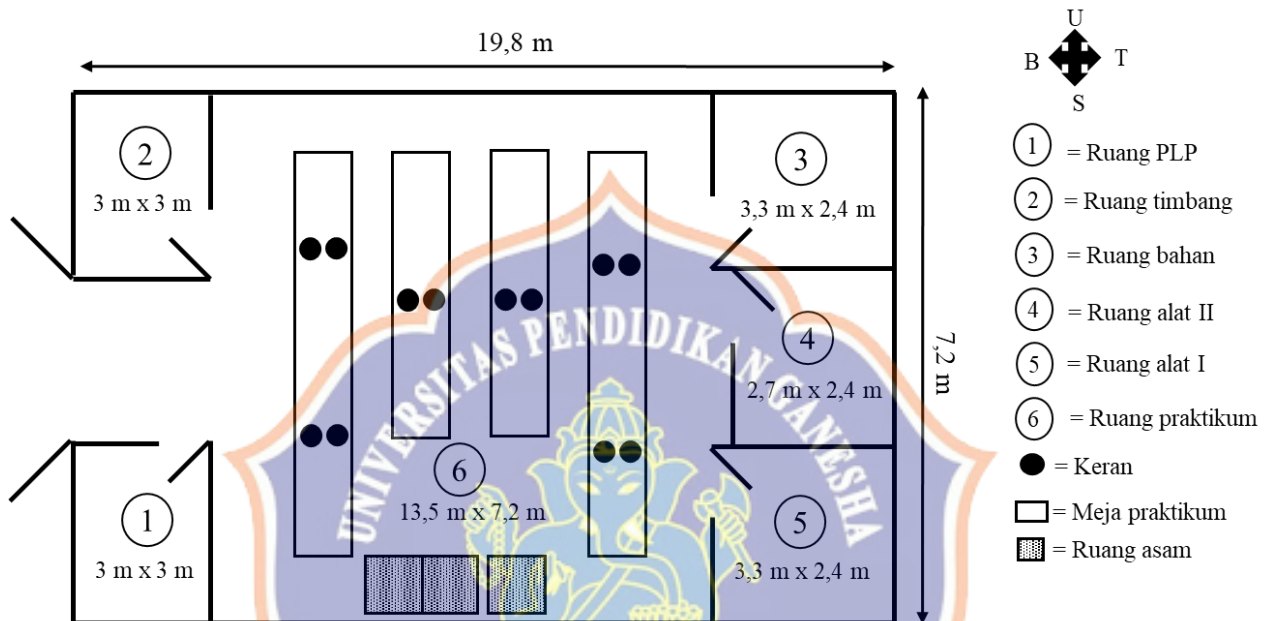 19,8 m
U
B
T
S
2
3 m x 3 m
3
3,3 m x 2,4 m
4
2,7 m x 2,4 m
7,2 m
6
13,5 m x 7,2 m
1
3 m x 3 m
5
3,3 m x 2,4 m
UNIVERSITAS PENDIDIKAN GANESHA
1 = Ruang PLP
2 = Ruang timbang
3 = Ruang bahan
4 = Ruang alat II
5 = Ruang alat I
6 = Ruang praktikum
= Keran
= Meja praktikum
= Ruang asam